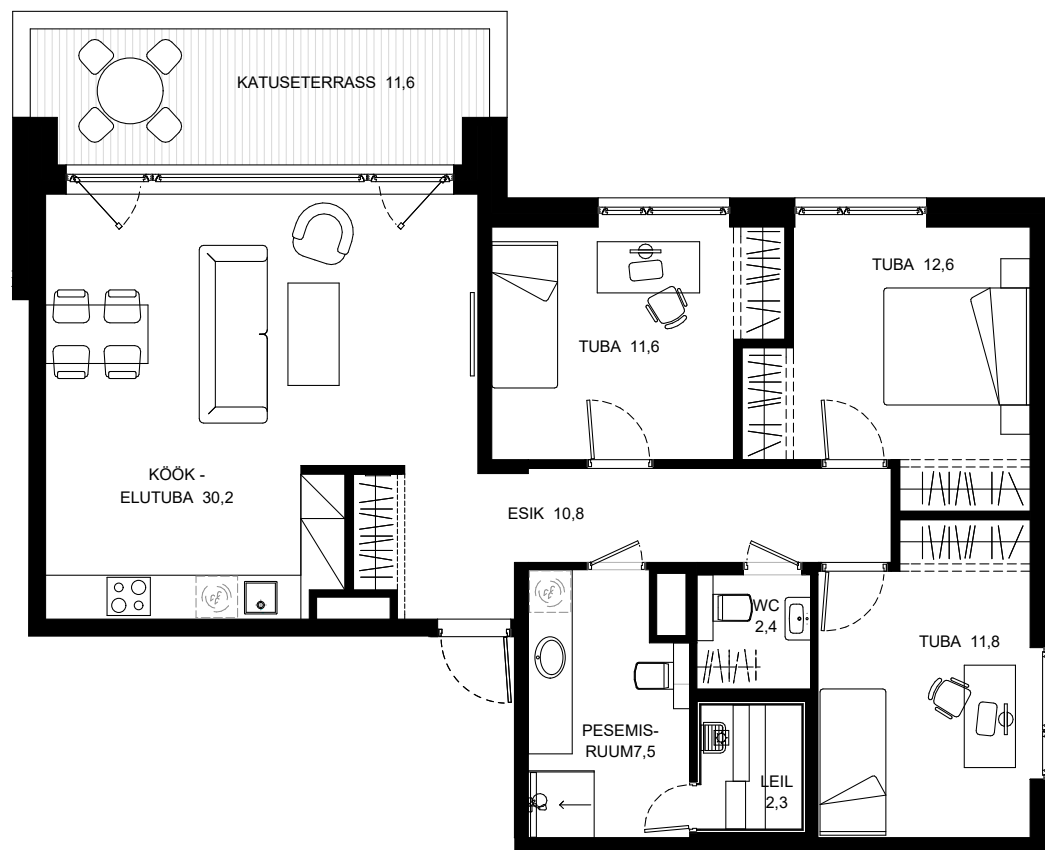 KATUSETERRASS 11,6
TUBA 12,6
TUBA 11,6
KÖÖK -
ELUTUBA 30,2
ESIK 10,8
WC
2,4
TUBA 11,8
PESEMIS-
RUUM7,5
LEIL
2,3